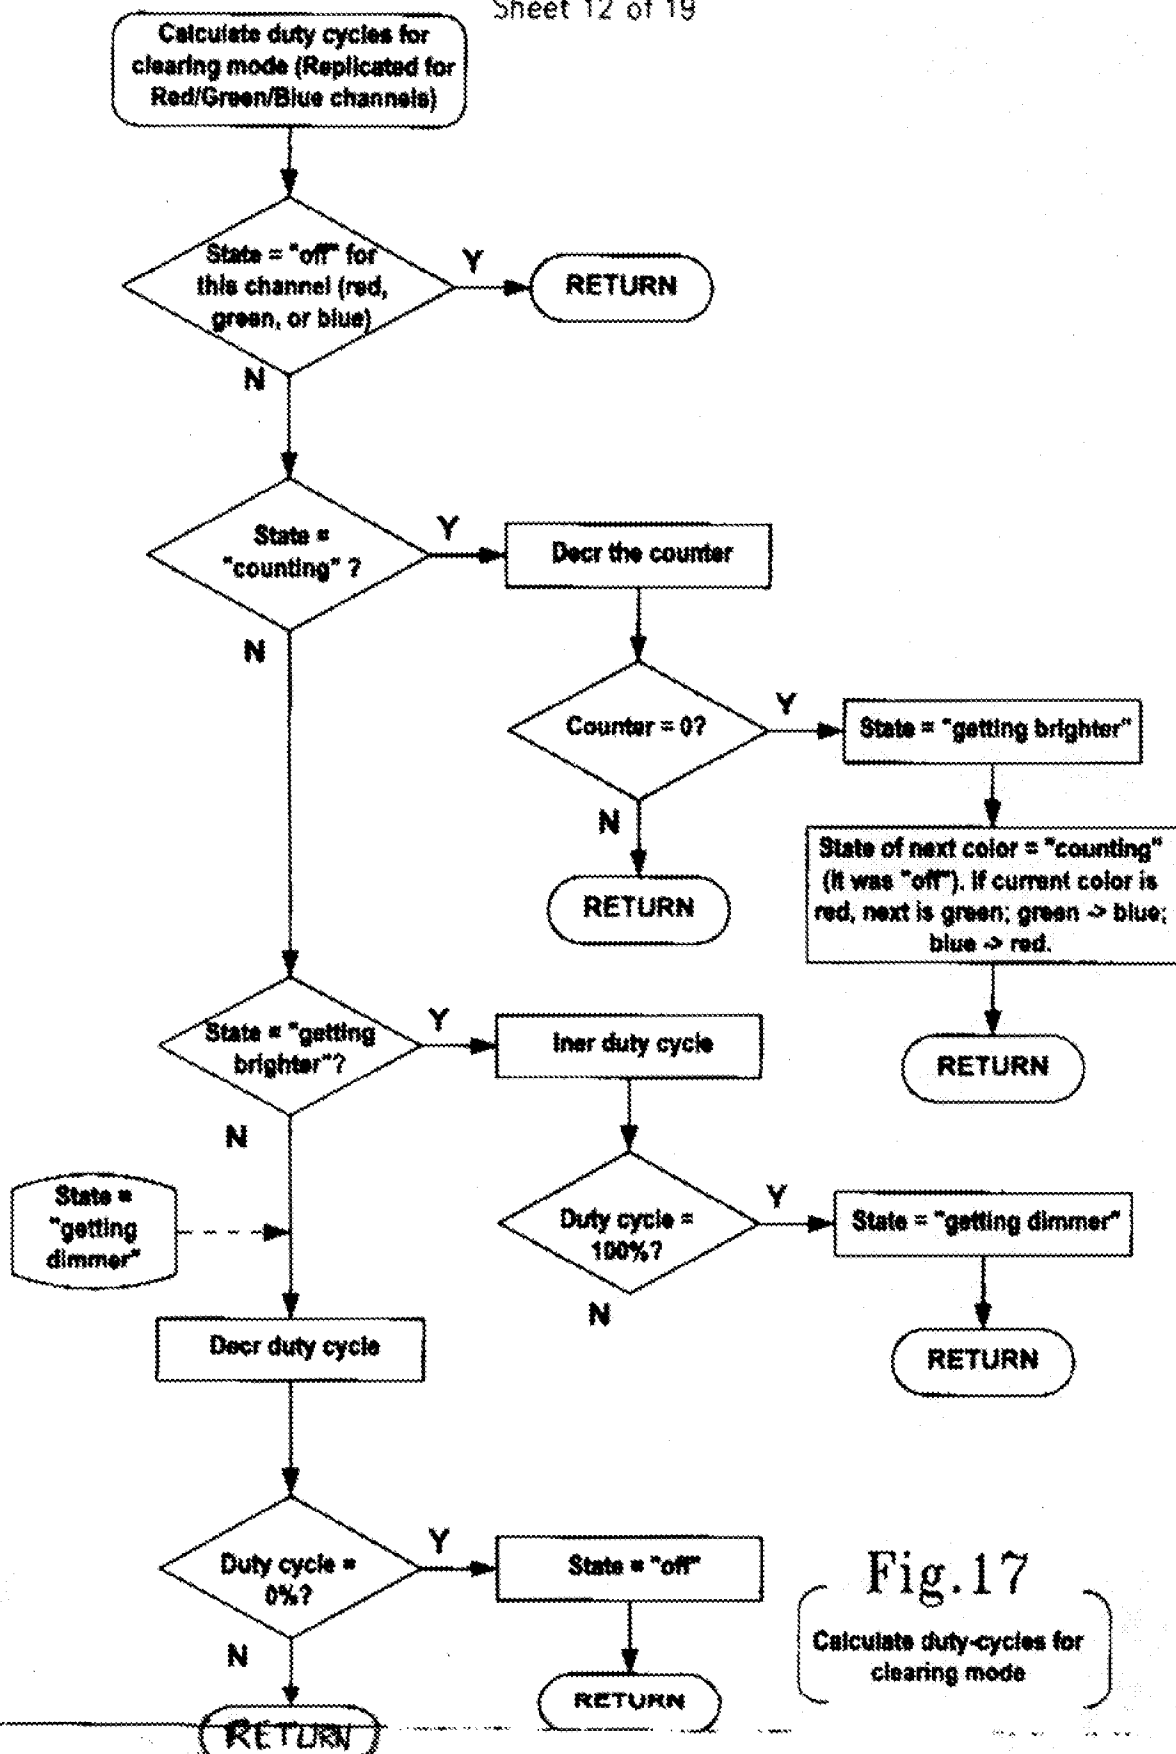 Sheet 12 of 19
Calculate duty cycles for
clearing mode (Replicated for
Red/Green/Blue channels)
State = "off" for
this channel (red,
green, or blue)
Y
RETURN
N
State =
"counting" ?
Y
Decr the counter
N
Counter = 0?
Y
State = "getting brighter"
N
RETURN
State of next color = "counting"
(it was "off"). If current color is
red, next is green; green -> blue;
blue -> red.
RETURN
State = "getting
brighter"?
Y
Incr duty cycle
N
State =
"getting
dimmer"
Duty cycle =
100%?
Y
State = "getting dimmer"
N
RETURN
Decr duty cycle
Duty cycle =
0%?
Y
State = "off"
N
RETURN
RETURN
Fig.17
Calculate duty-cycles for
clearing mode